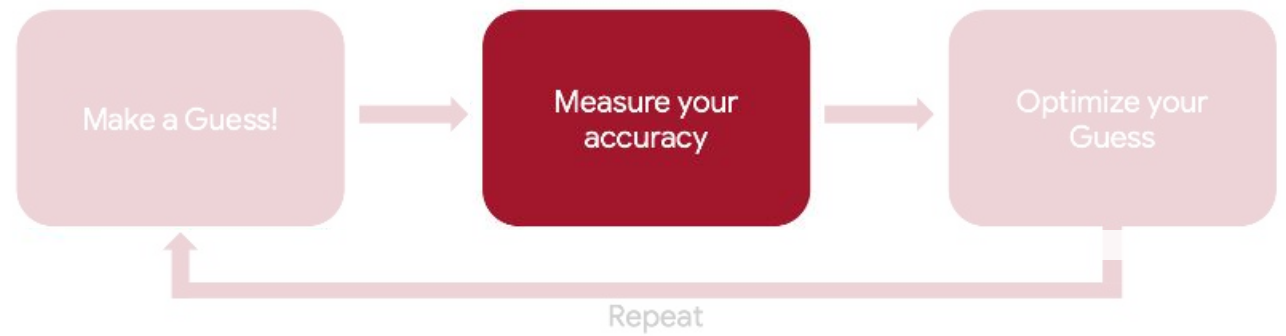 Make a Guess!
Measure your
accuracy
Optimize your
Guess
Repeat